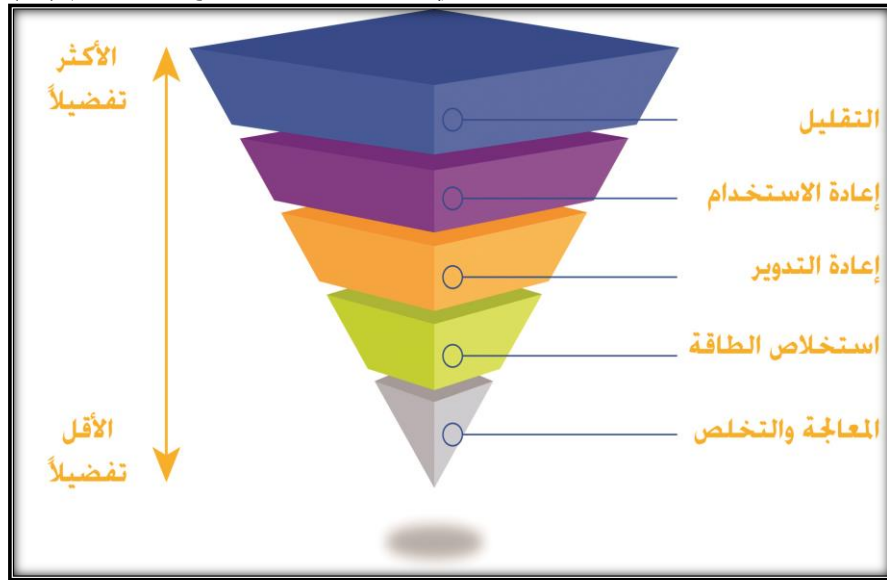 الأكثر
تفضيلاً
التقليل
إعادة الاستخدام
إعادة التدوير
استخلاص الطاقة
المعالجة والتخلص
الأقل
تفضيلاً